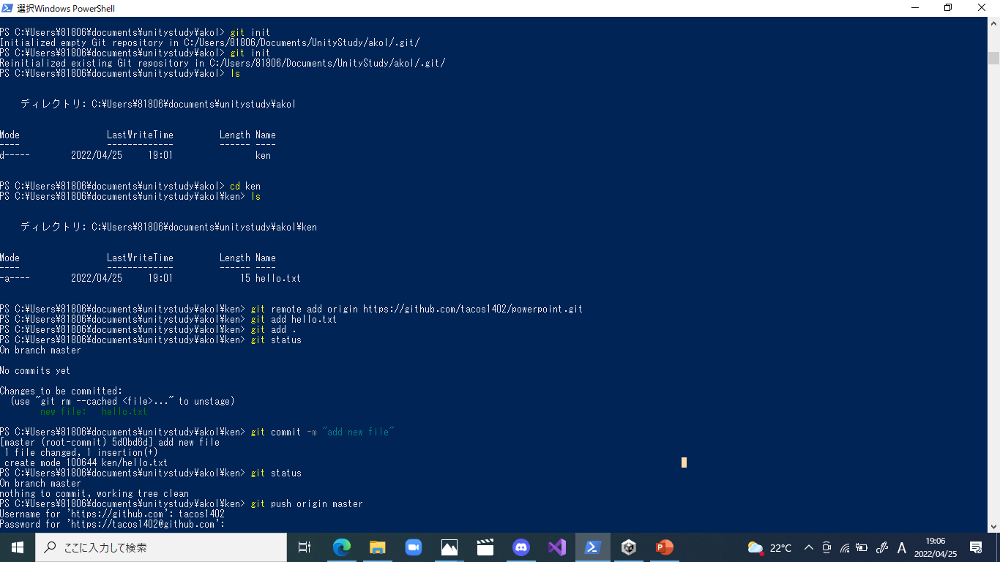 選択Windows PowerShell
PS C:¥Users¥81806¥documents¥unitystudy¥akol> git init
Initialized empty Git repository in C:/Users/81806/Documents/UnityStudy/akol/.git/
PS C:¥Users¥81806¥documents¥unitystudy¥akol> git init
Reinitialized existing Git repository in C:/Users/81806/Documents/UnityStudy/akol/.git/
PS C:¥Users¥81806¥documents¥unitystudy¥akol> ls
ディレクトリ: C:¥Users¥81806¥documents¥unitystudy¥akol
Mode LastWriteTime Length Name
---- ------------- ------ ----
d----- 2022/04/25 19:01 ken
PS C:¥Users¥81806¥documents¥unitystudy¥akol> cd ken
PS C:¥Users¥81806¥documents¥unitystudy¥akol¥ken> ls
ディレクトリ: C:¥Users¥81806¥documents¥unitystudy¥akol¥ken
Mode LastWriteTime Length Name
---- ------------- ------ ----
-a---- 2022/04/25 19:01 15 hello.txt
PS C:¥Users¥81806¥documents¥unitystudy¥akol¥ken> git remote add origin https://github.com/tacos1402/powerpoint.git
PS C:¥Users¥81806¥documents¥unitystudy¥akol¥ken> git add hello.txt
PS C:¥Users¥81806¥documents¥unitystudy¥akol¥ken> git add .
PS C:¥Users¥81806¥documents¥unitystudy¥akol¥ken> git status
On branch master
No commits yet
Changes to be committed:
(use "git rm --cached <file>..." to unstage)
new file: hello.txt
PS C:¥Users¥81806¥documents¥unitystudy¥akol¥ken> git commit -m "add new file"
[master (root-commit) 5d0bd6d] add new file
1 file changed, 1 insertion(+)
create mode 100644 ken/hello.txt
PS C:¥Users¥81806¥documents¥unitystudy¥akol¥ken> git status
On branch master
nothing to commit, working tree clean
PS C:¥Users¥81806¥documents¥unitystudy¥akol¥ken> git push origin master
Username for 'https://github.com': tacos1402
Password for 'https://tacos1402@github.com':
ここに入力して検索
22°C
A
19:06
2022/04/25